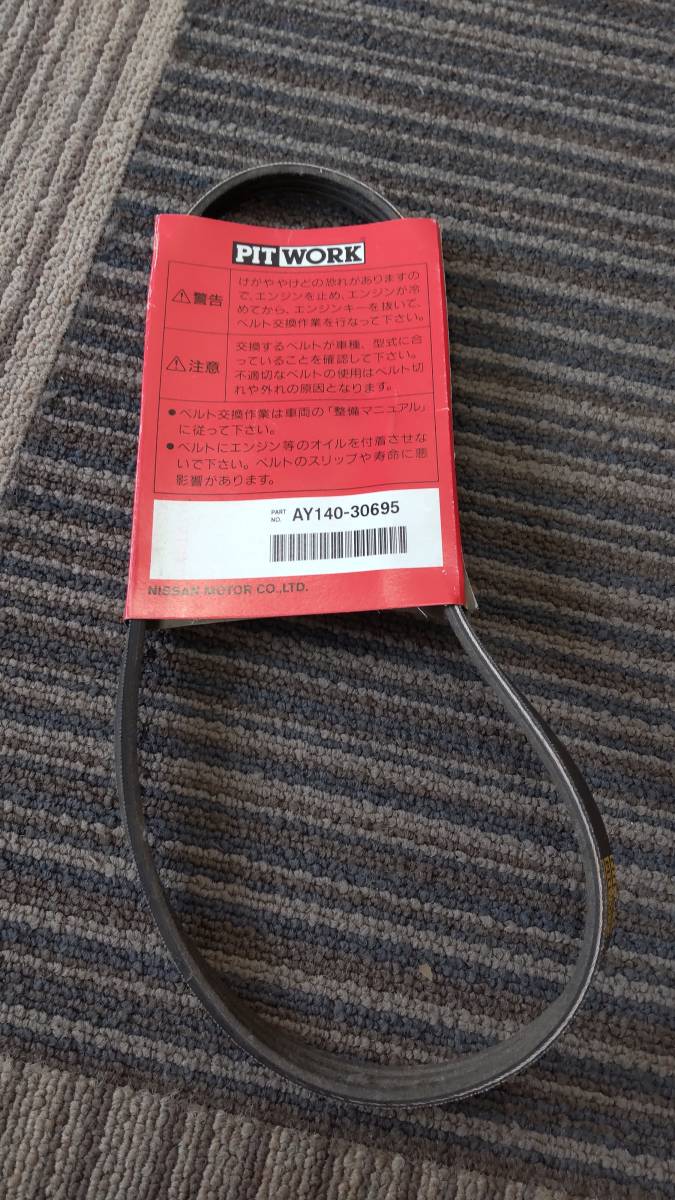 PITWORK
⚠警告
けがややけどの恐れがありますの
で、エンジンを止め、エンジンが冷
めてから、エンジンキーを抜いて、
ベルト交換作業を行なって下さい。
⚠注意
交換するベルトが車種、型式に合
っていることを確認して下さい。
不適切なベルトの使用はベルト切
れや外れの原因となります。
●ベルト交換作業は車両の「整備マニュアル」
に従って下さい。
●ベルトにエンジン等のオイルを付着させな
いで下さい。ベルトのスリップや寿命に悪
影響があります。
PART NO. AY140-30695
NISSAN MOTOR CO.,LTD.